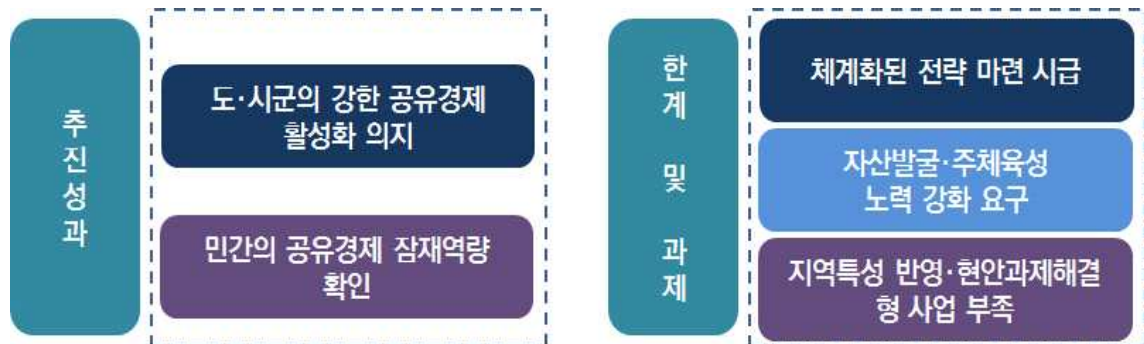 추진성과
도·시군의 강한 공유경제
활성화 의지
민간의 공유경제 잠재역량
확인
한계 및 과제
체계화된 전략 마련 시급
자산발굴·주체육성
노력 강화 요구
지역특성 반영·현안과제해결
형 사업 부족